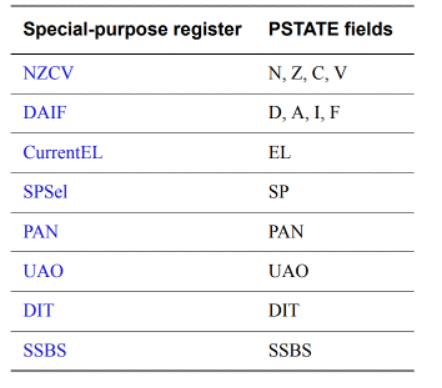 Special-purpose register PSTATE fields
NZCV N, Z, C, V
DAIF D, A, I, F
CurrentEL EL
SPSel SP
PAN PAN
UAO UAO
DIT DIT
SSBS SSBS